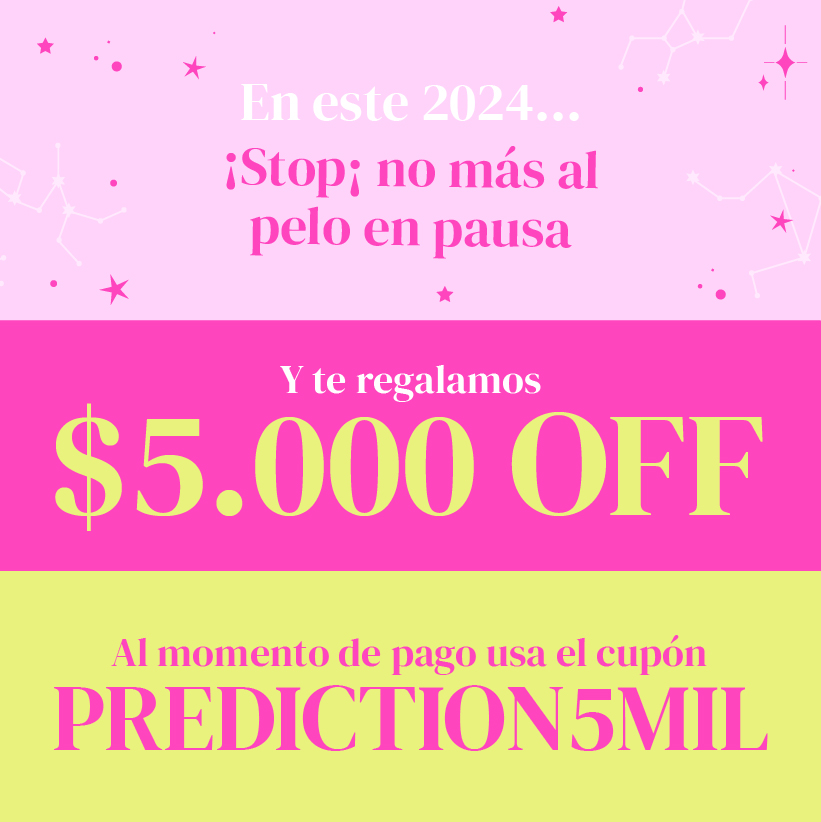 En este 2024...
¡Stop¡ no más al
pelo en pausa
Y te regalamos
$5.000 OFF
Al momento de pago usa el cupón
PREDICTION5MIL